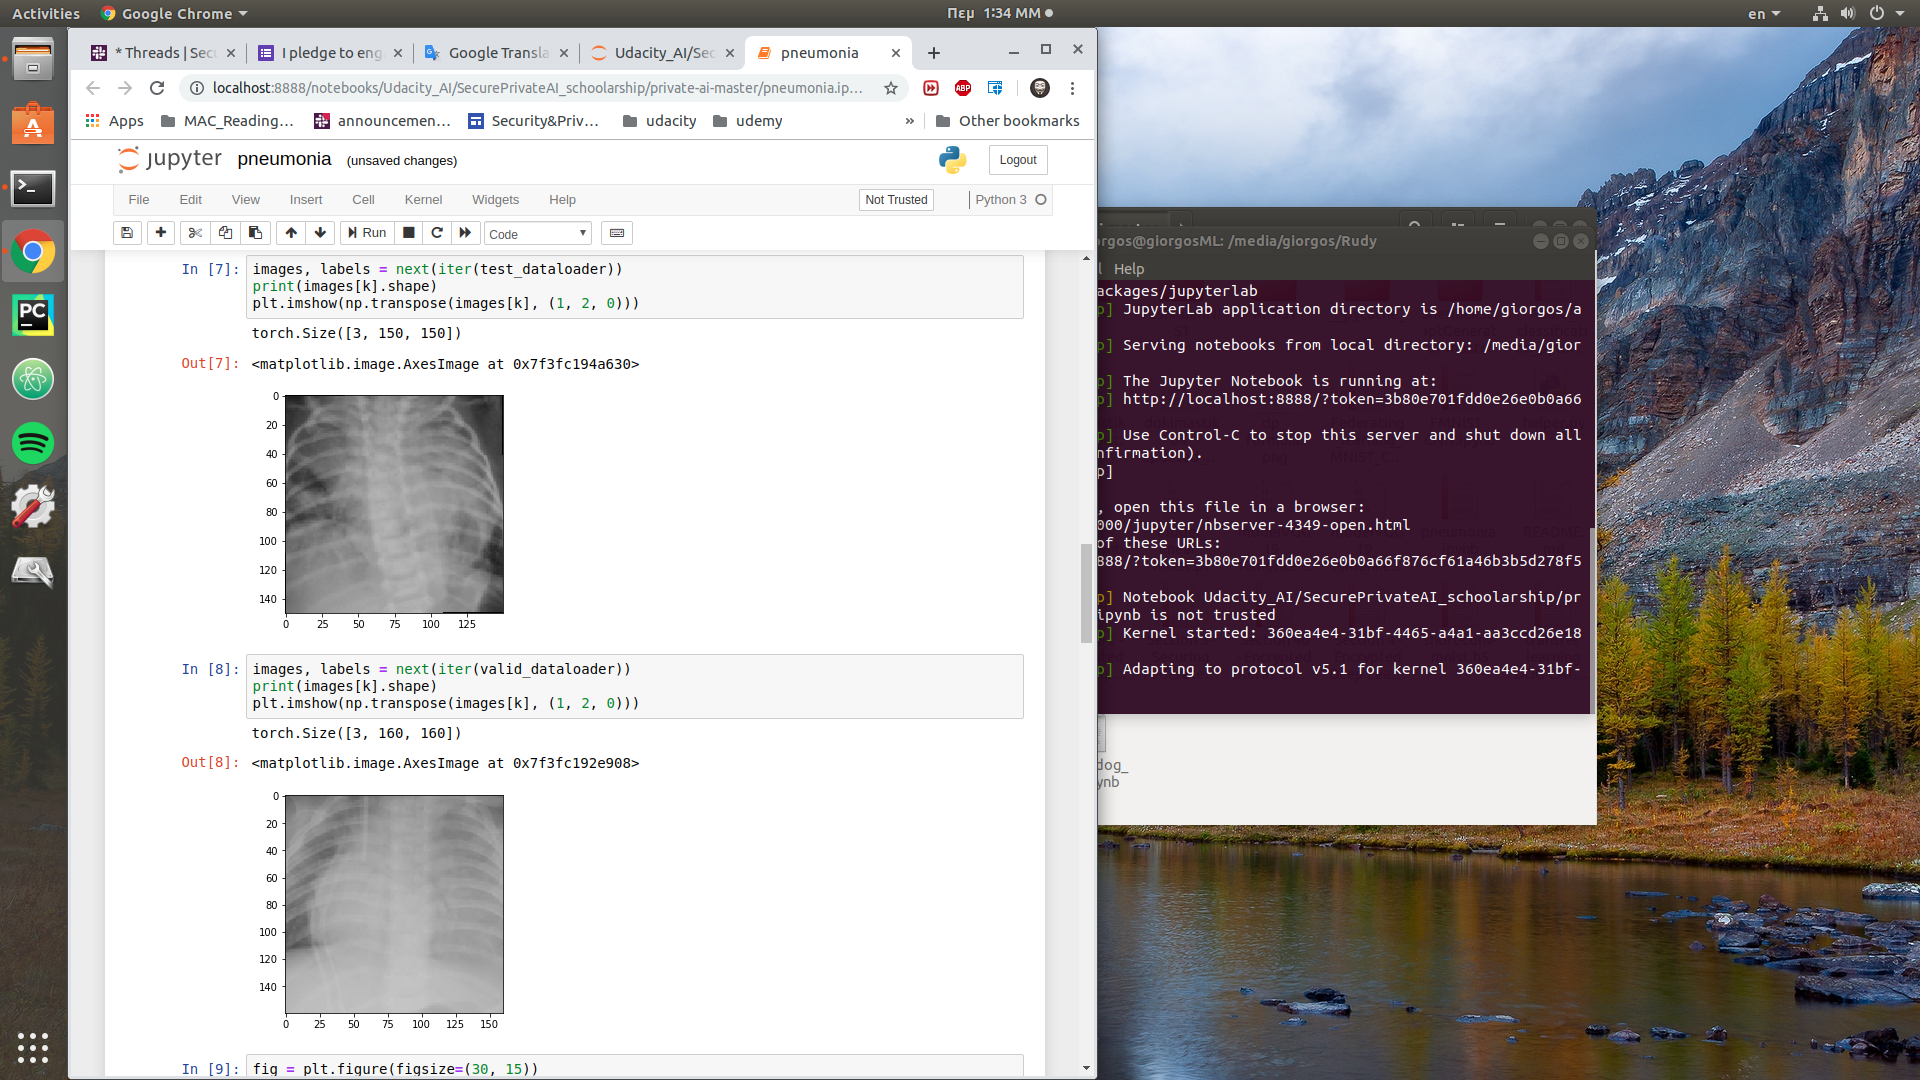 Activities
Google Chrome
Πεμ 1:34 ΜΜ
en
* Threads | Sec
I pledge to eng
Google Transla
Udacity_AI/Sec
pneumonia
localhost:8888/notebooks/Udacity_AI/SecurePrivateAI_schoolarship/private-ai-master/pneumonia.ip...
ABP
Apps
MAC_Reading...
announcemen...
Security&Priv...
udacity
udemy
»
Other bookmarks
jupyter
pneumonia
(unsaved changes)
Logout
File
Edit
View
Insert
Cell
Kernel
Widgets
Help
Not Trusted
Python 3
Run
Code
In [7]:
images, labels = next(iter(test_dataloader))
print(images[k].shape)
plt.imshow(np.transpose(images[k], (1, 2, 0)))
torch.Size([3, 150, 150])
Out[7]:
<matplotlib.image.AxesImage at 0x7f3fc194a630>
0
20
40
60
80
100
120
140
0 25 50 75 100 125
In [8]:
images, labels = next(iter(valid_dataloader))
print(images[k].shape)
plt.imshow(np.transpose(images[k], (1, 2, 0)))
torch.Size([3, 160, 160])
Out[8]:
<matplotlib.image.AxesImage at 0x7f3fc192e908>
0
20
40
60
80
100
120
140
0 25 50 75 100 125 150
In [9]:
fig = plt.figure(figsize=(30, 15))
PC
orgos@giorgosML: /media/giorgos/Rudy
l Help
ackages/jupyterlab
p] JupyterLab application directory is /home/giorgos/a
p] Serving notebooks from local directory: /media/gior
p] The Jupyter Notebook is running at:
p] http://localhost:8888/?token=3b80e701fdd0e26e0b0a66
p] Use Control-C to stop this server and shut down all
nfirmation).
p]
, open this file in a browser:
000/jupyter/nbserver-4349-open.html
of these URLs:
888/?token=3b80e701fdd0e26e0b0a66f876cf61a46b3b5d278f5
p] Notebook Udacity_AI/SecurePrivateAI_schoolarship/pr
ipynb is not trusted
p] Kernel started: 360ea4e4-31bf-4465-a4a1-aa3ccd26e18
p] Adapting to protocol v5.1 for kernel 360ea4e4-31bf-
dog_
ynb